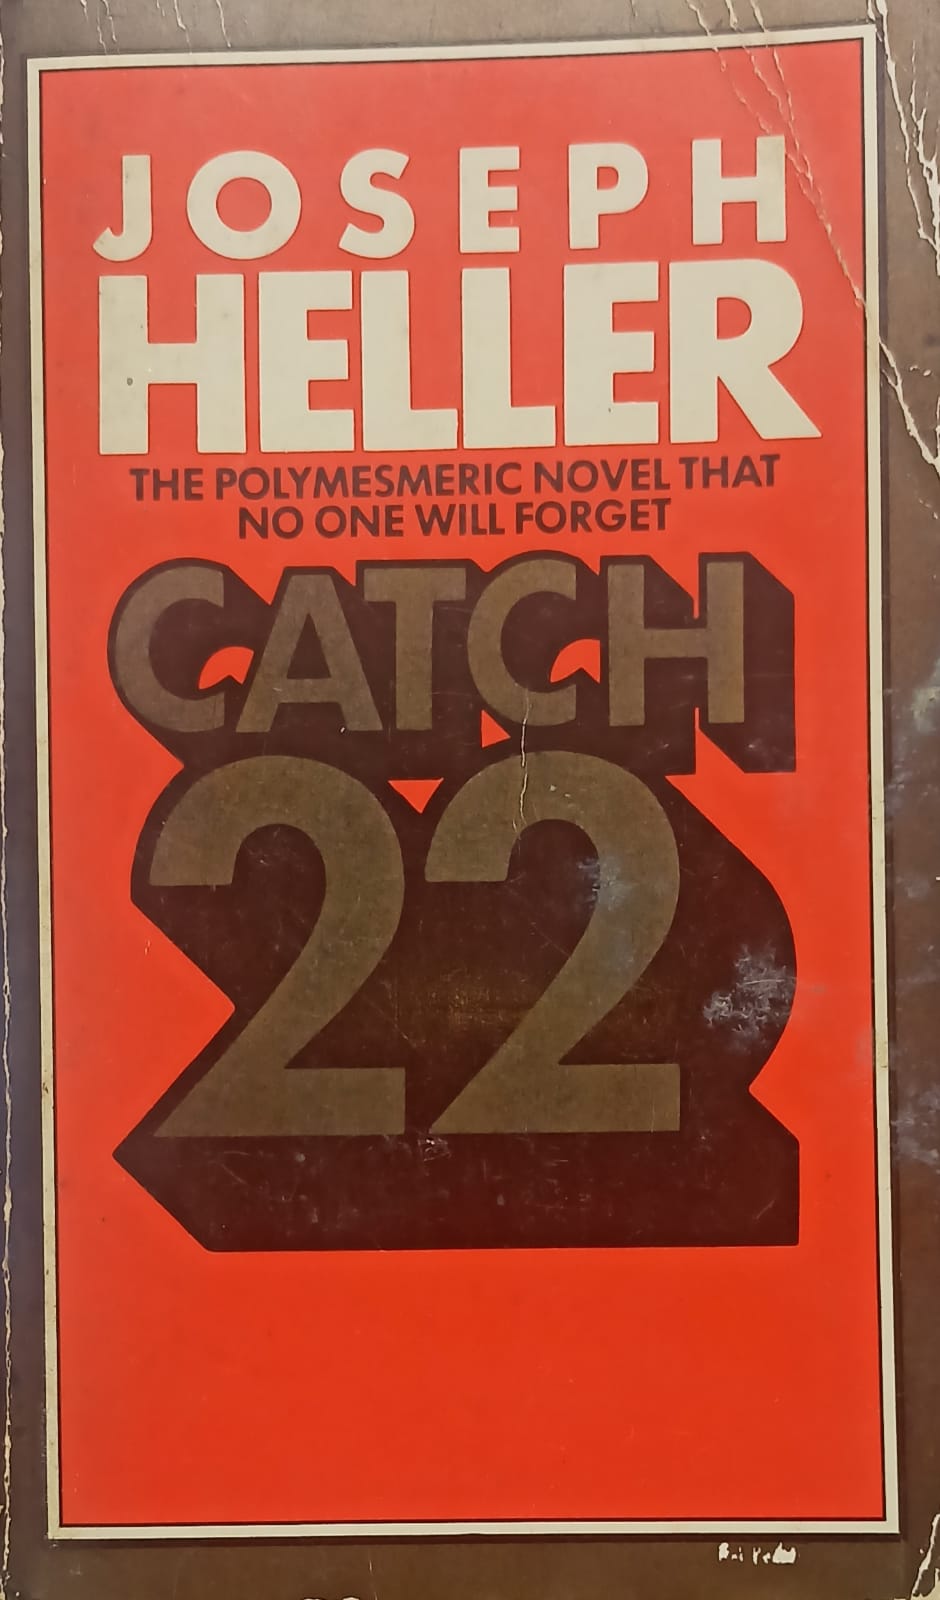 JOSEPH
HELLER
THE POLYMESMERIC NOVEL THAT
NO ONE WILL FORGET
CATCH
22